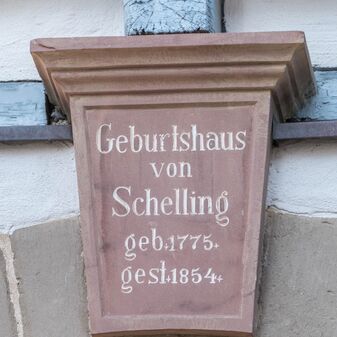 Geburtshaus
von
Schelling
geb.1775.
gest.1854.